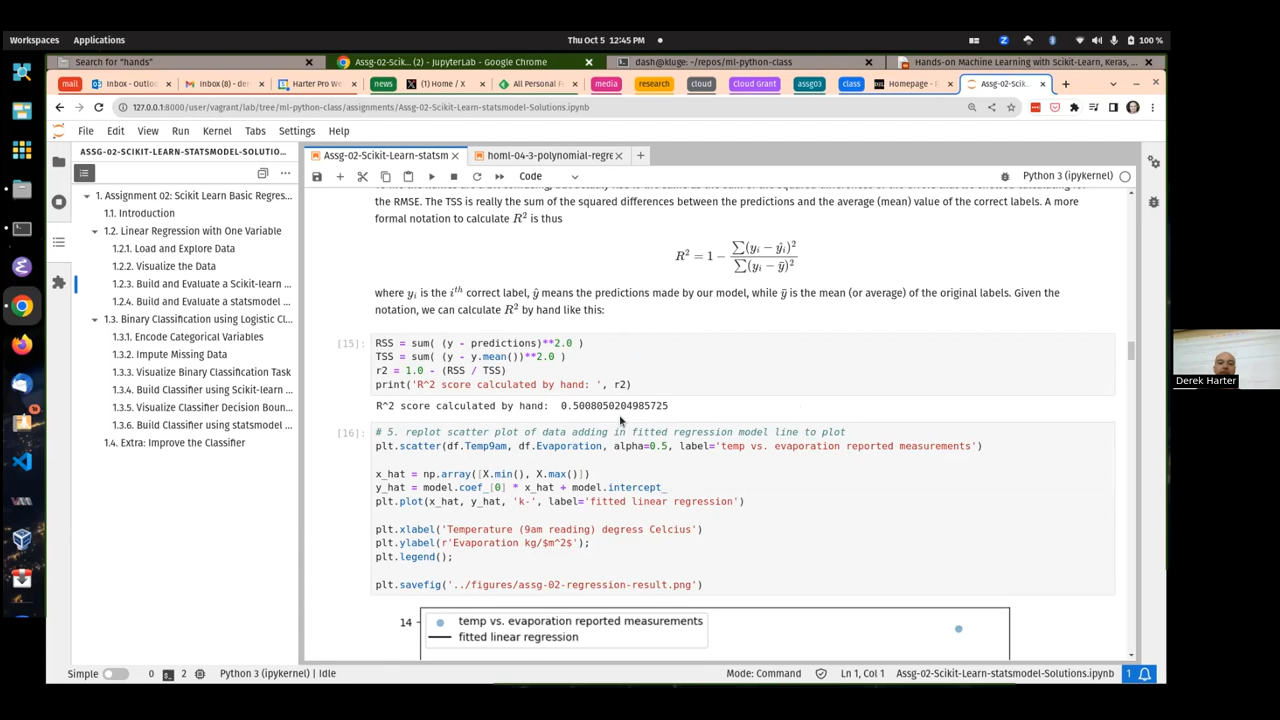 Workspaces Applications Thu Oct 5 12:45 PM 100 %
Search for "hands" Assg-02-Scik... (2) - JupyterLab - Google Chrome dash@kluge: ~/repos/ml-python-class Hands-on Machine Learning with Scikit-Learn, Keras, ...
mail Inbox - Outloo Inbox (8) - de Harter Pro We news (1) Home / X All Personal F media research cloud Cloud Grant assg03 class Homepage - R Assg-02-Scik
127.0.0.1:8000/user/vagrant/lab/tree/ml-python-class/assignments/Assg-02-Scikit-Learn-statsmodel-Solutions.ipynb
File Edit View Run Kernel Tabs Settings Help
ASSG-02-SCIKIT-LEARN-STATSMODEL-SOLUTIO...
Assg-02-Scikit-Learn-statsm homl-04-3-polynomial-regre
Code Python 3 (ipykernel)
1. Assignment 02: Scikit Learn Basic Regres...
1.1. Introduction
1.2. Linear Regression with One Variable
1.2.1. Load and Explore Data
1.2.2. Visualize the Data
1.2.3. Build and Evaluate a Scikit-learn ...
1.2.4. Build and Evaluate a statsmodel ...
1.3. Binary Classification using Logistic Cl...
1.3.1. Encode Categorical Variables
1.3.2. Impute Missing Data
1.3.3. Visualize Binary Classification Task
1.3.4. Build Classifier using Scikit-learn ...
1.3.5. Visualize Classifier Decision Boun...
1.3.6. Build Classifier using statsmodel ...
1.4. Extra: Improve the Classifier
the RMSE. The TSS is really the sum of the squared differences between the predictions and the average (mean) value of the correct labels. A more
formal notation to calculate R² is thus
R² = 1 − ∑(yᵢ − ŷᵢ)² / ∑(yᵢ − ȳ)²
where yᵢ is the iᵗʰ correct label, ŷ means the predictions made by our model, while ȳ is the mean (or average) of the original labels. Given the
notation, we can calculate R² by hand like this:
[15]: RSS = sum( (y - predictions)**2.0 )
TSS = sum( (y - y.mean())**2.0 )
r2 = 1.0 - (RSS / TSS)
print('R^2 score calculated by hand: ', r2)
R^2 score calculated by hand:  0.5008050204985725
[16]: # 5. replot scatter plot of data adding in fitted regression model line to plot
plt.scatter(df.Temp9am, df.Evaporation, alpha=0.5, label='temp vs. evaporation reported measurements')
x_hat = np.array([X.min(), X.max()])
y_hat = model.coef_[0] * x_hat + model.intercept_
plt.plot(x_hat, y_hat, 'k-', label='fitted linear regression')
plt.xlabel('Temperature (9am reading) degress Celcius')
plt.ylabel(r'Evaporation kg/$m^2$');
plt.legend();
plt.savefig('../figures/assg-02-regression-result.png')
14
temp vs. evaporation reported measurements
fitted linear regression
Simple 0 2 Python 3 (ipykernel) | Idle Mode: Command Ln 1, Col 1 Assg-02-Scikit-Learn-statsmodel-Solutions.ipynb 1
Derek Harter